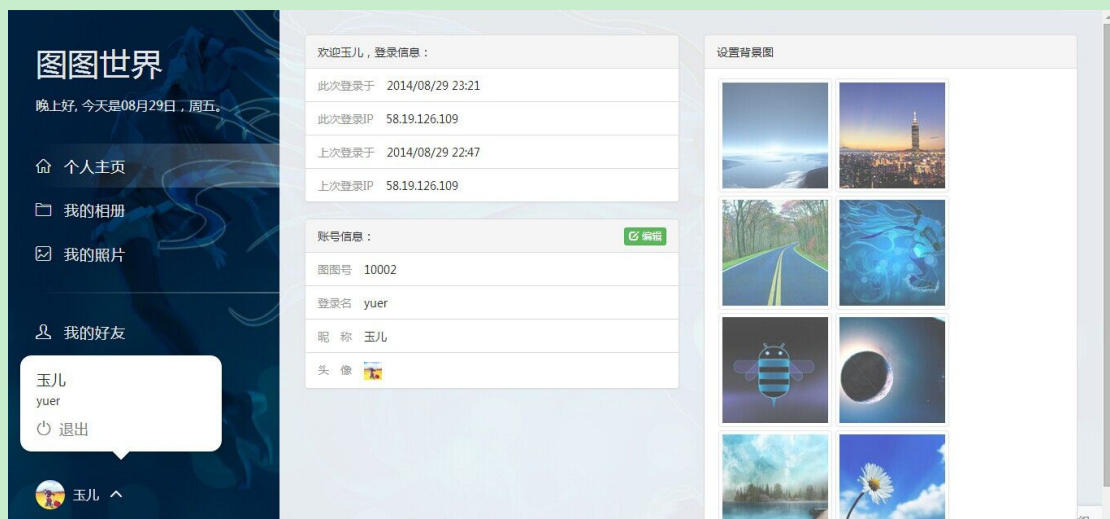 图图世界
晚上好, 今天是08月29日，周五。
个人主页
我的相册
我的照片
我的好友
玉儿
yuer
退出
玉儿
欢迎玉儿，登录信息：
此次登录于 2014/08/29 23:21
此次登录IP 58.19.126.109
上次登录于 2014/08/29 22:47
上次登录IP 58.19.126.109
账号信息：
编辑
图图号 10002
登录名 yuer
昵 称 玉儿
头 像
设置背景图